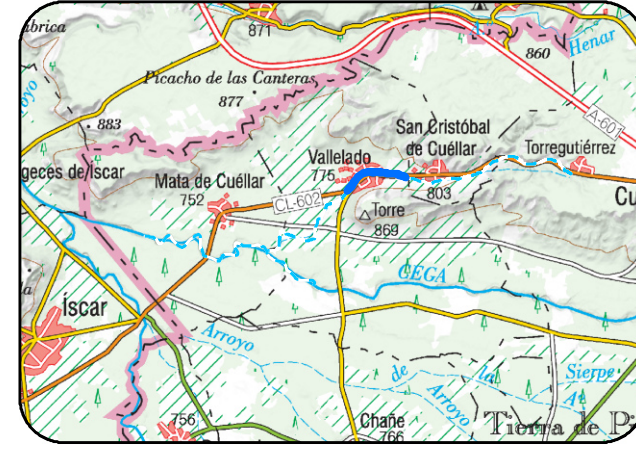 ábrica
871
860
Henar
Picacho de las Canteras
877
883
A-601
San Cristóbal
de Cuéllar
Torregutiérrez
Vallelado
775
geces de Íscar
Mata de Cuéllar
752
CL-602
803
Cu
Torre
869
CEGA
Íscar
Arroyo
de
la
Sierpe
Arroyo
756
Chañe
766
Tierra de Pi